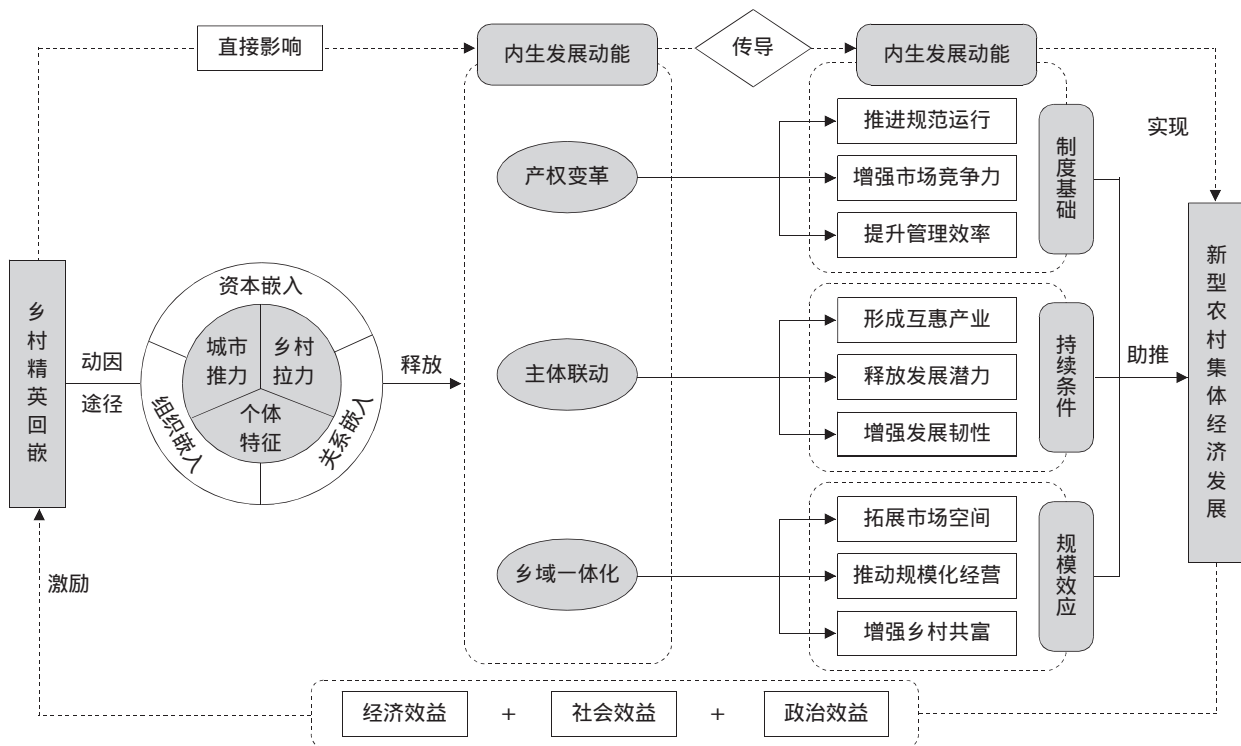 直接影响
内生发展动能
传导
内生发展动能
实现
乡村精英回嵌
动因
途径
资本嵌入
组织嵌入
关系嵌入
城市
推力
乡村
拉力
个体
特征
释放
产权变革
推进规范运行
增强市场竞争力
提升管理效率
制度基础
主体联动
形成互惠产业
释放发展潜力
增强发展韧性
持续条件
乡域一体化
拓展市场空间
推动规模化经营
增强乡村共富
规模效应
助推
新型农村集体经济发展
激励
经济效益 + 社会效益 + 政治效益